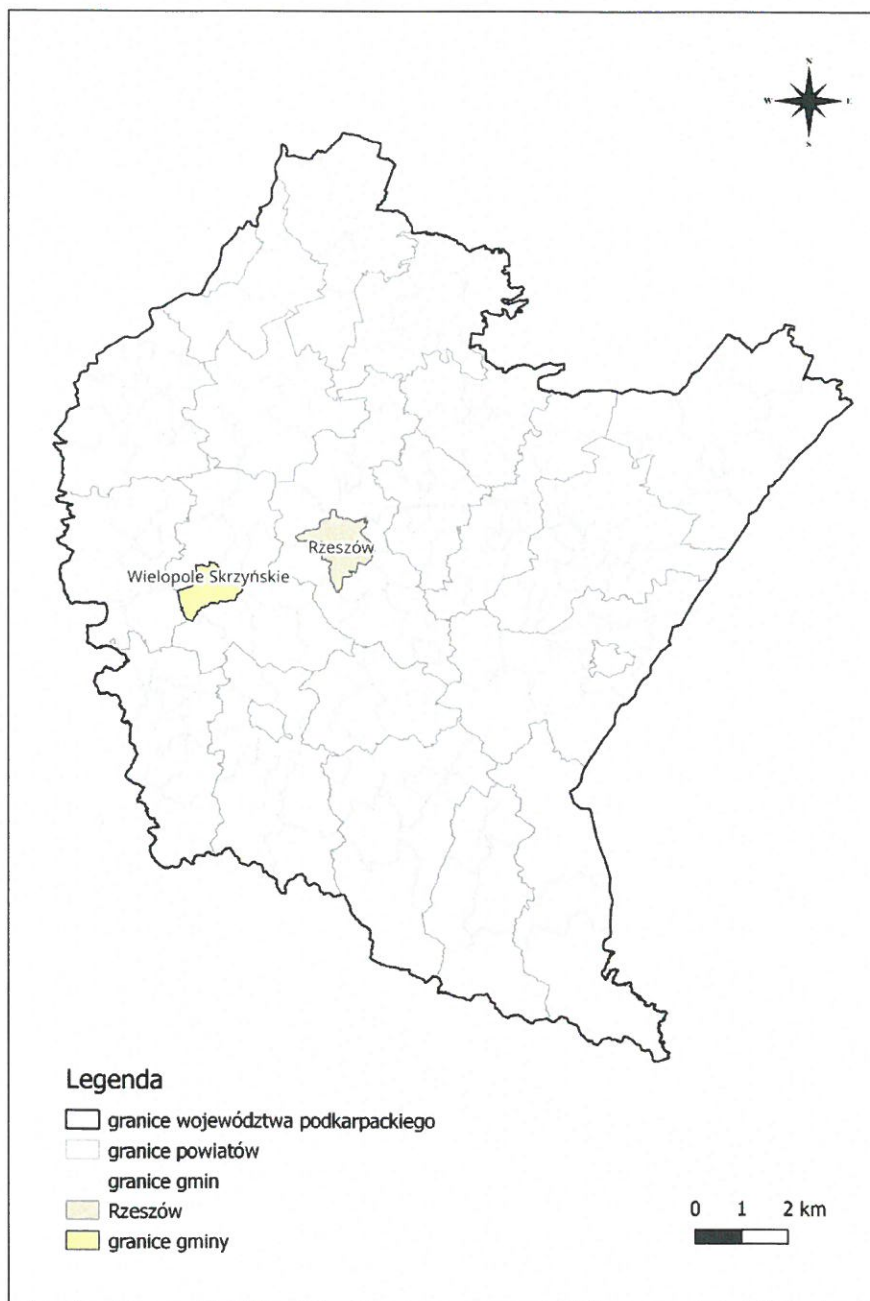 N
W E
S
Rzeszów
Wielopole Skrzyńskie
Legenda
granice województwa podkarpackiego
granice powiatów
granice gmin
Rzeszów
granice gminy
0 1 2 km